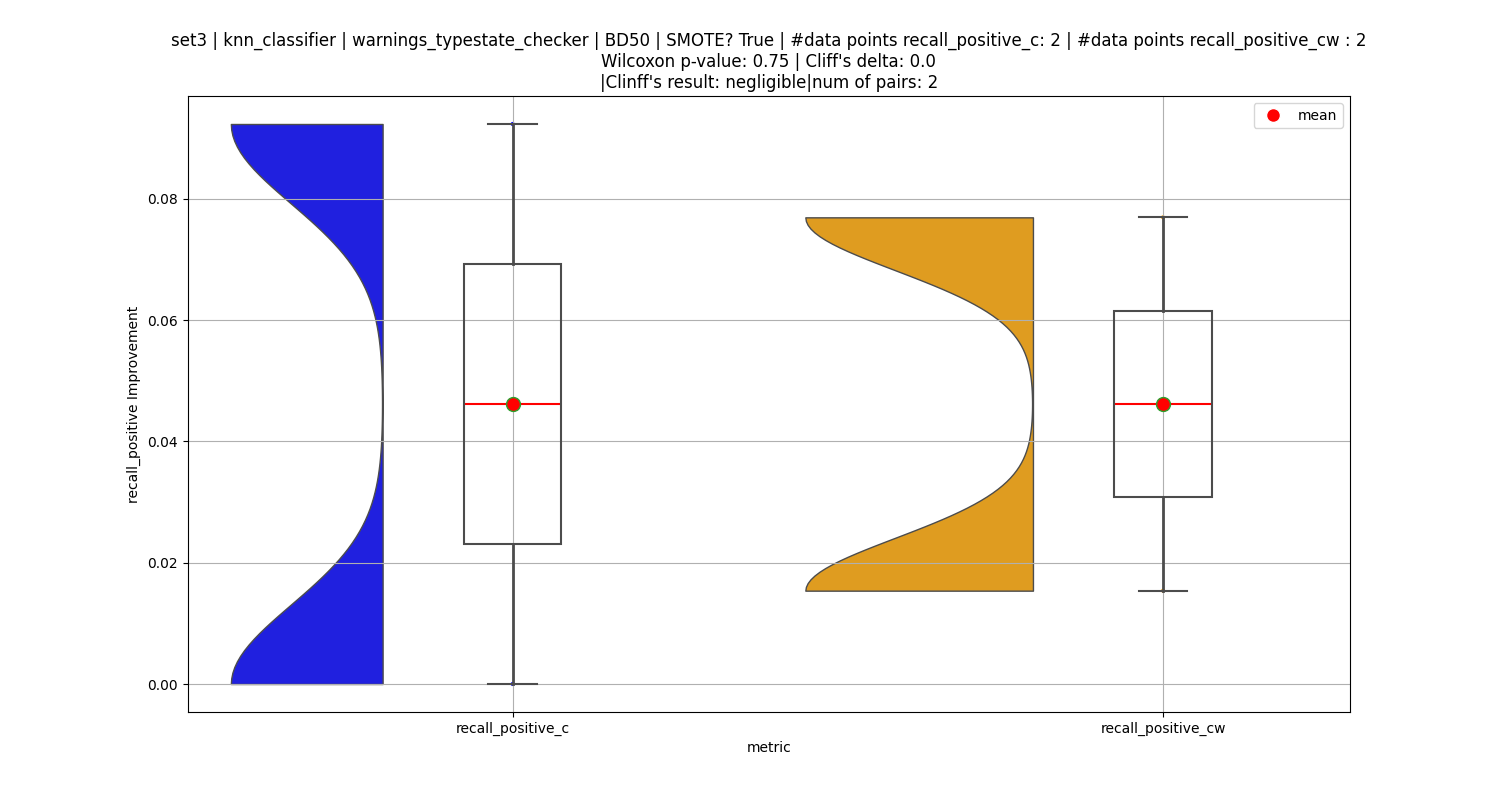 set3 | knn_classifier | warnings_typestate_checker | BD50 | SMOTE? True | #data points recall_positive_c: 2 | #data points recall_positive_cw : 2
Wilcoxon p-value: 0.75 | Cliff's delta: 0.0
|Clinff's result: negligible|num of pairs: 2
mean
0.08
0.06
0.04
0.02
0.00
recall_positive Improvement
recall_positive_c
recall_positive_cw
metric